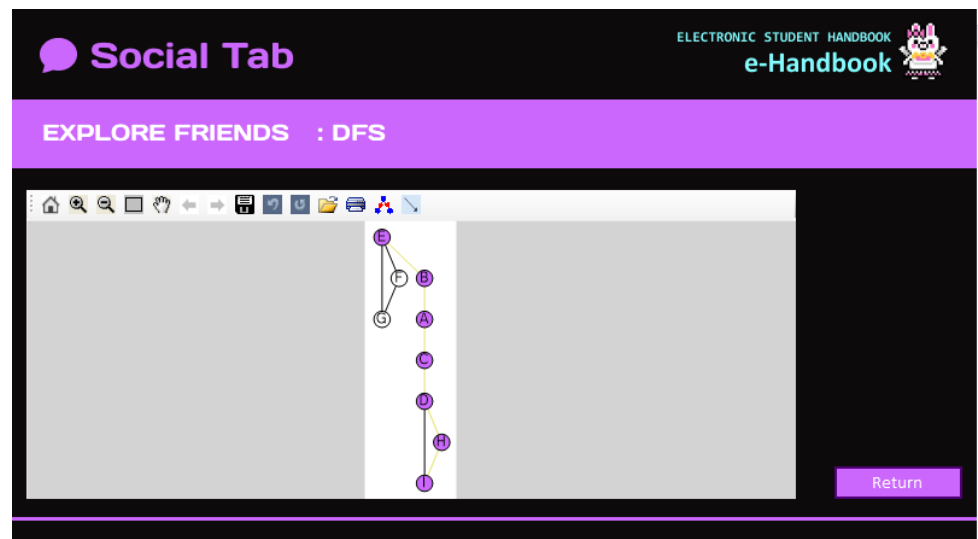 Social Tab
ELECTRONIC STUDENT HANDBOOK
e-Handbook
EXPLORE FRIENDS : DFS
E
F
B
G
A
C
D
H
I
Return